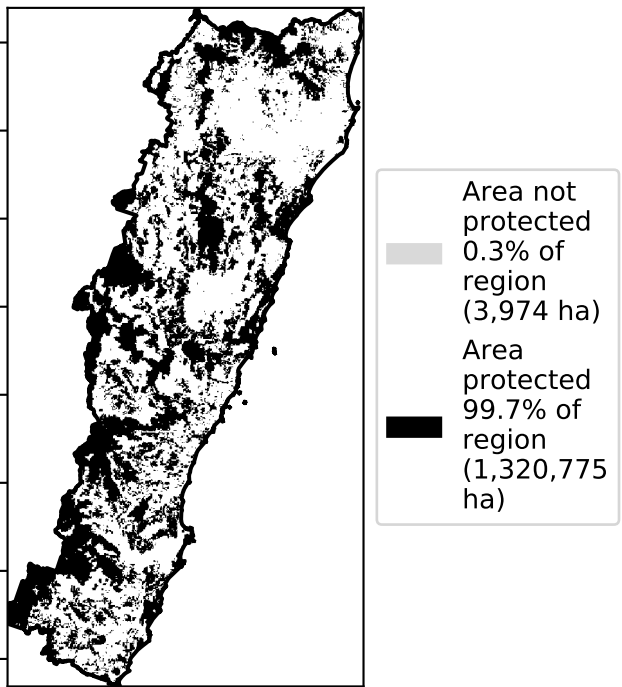 Area not
protected
0.3% of
region
(3,974 ha)
Area
protected
99.7% of
region
(1,320,775
ha)